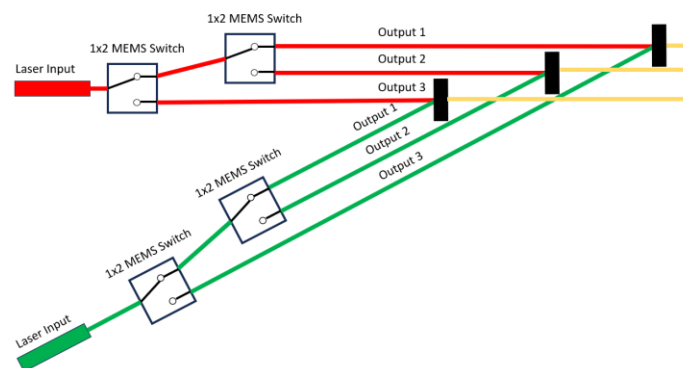 1x2 MEMS Switch
Output 1
1x2 MEMS Switch
Output 2
Laser Input
Output 3
Output 1
Output 2
Output 3
1x2 MEMS Switch
1x2 MEMS Switch
Laser Input